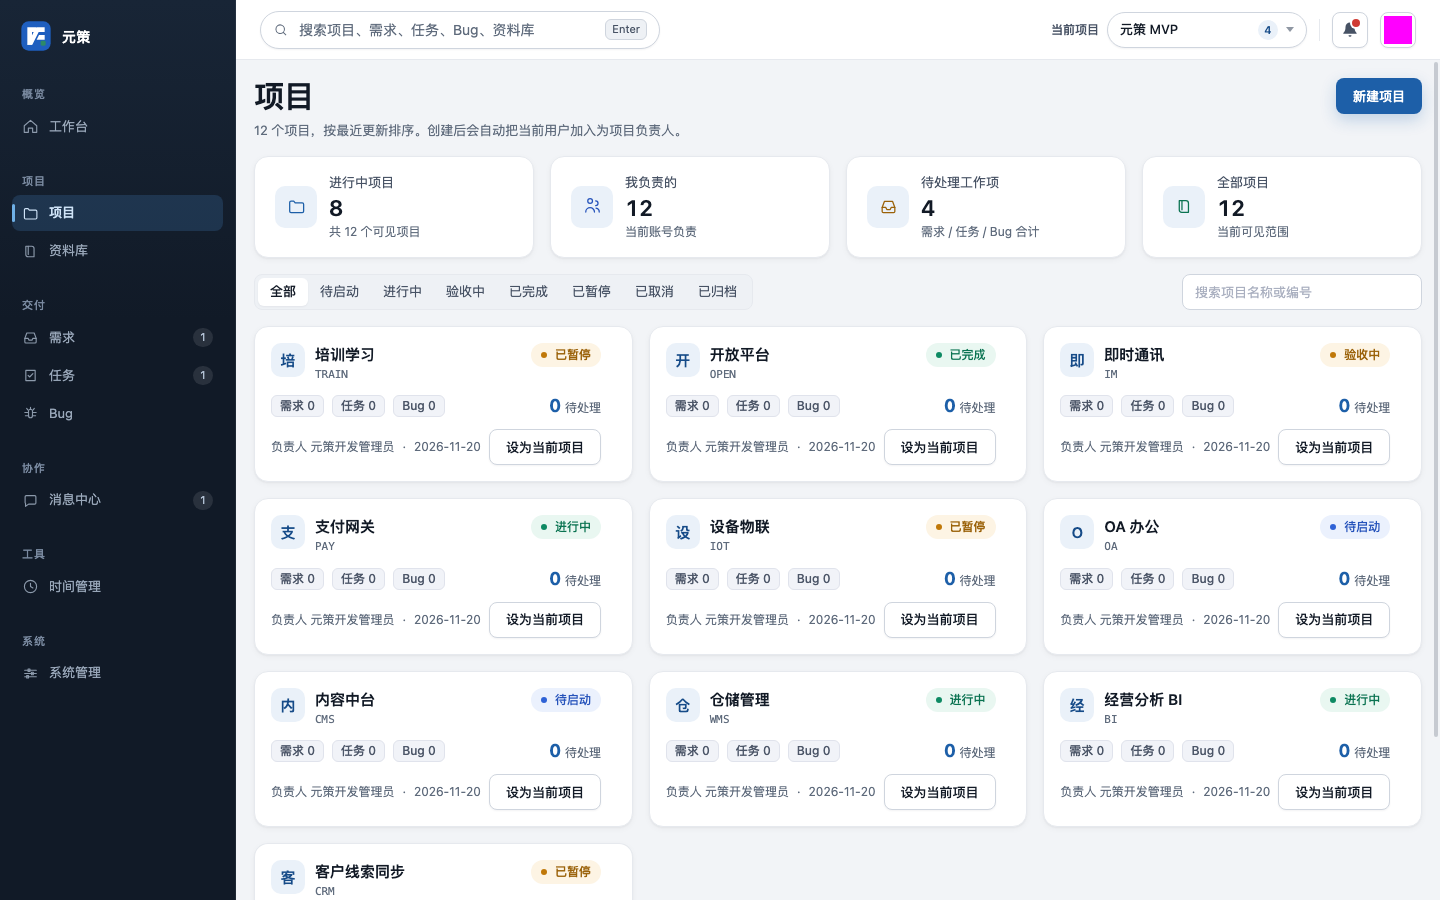 元策
概览
工作台
项目
项目
资料库
交付
需求 1
任务 1
Bug
协作
消息中心 1
工具
时间管理
系统
系统管理
搜索项目、需求、任务、Bug、资料库 Enter
当前项目 元策 MVP 4
项目
新建项目
12 个项目，按最近更新排序。创建后会自动把当前用户加入为项目负责人。
进行中项目
8
共 12 个可见项目
我负责的
12
当前账号负责
待处理工作项
4
需求 / 任务 / Bug 合计
全部项目
12
当前可见范围
全部 待启动 进行中 验收中 已完成 已暂停 已取消 已归档
搜索项目名称或编号
培 培训学习 已暂停
TRAIN
需求 0 任务 0 Bug 0 0 待处理
负责人 元策开发管理员 · 2026-11-20 设为当前项目
开 开放平台 已完成
OPEN
需求 0 任务 0 Bug 0 0 待处理
负责人 元策开发管理员 · 2026-11-20 设为当前项目
即 即时通讯 验收中
IM
需求 0 任务 0 Bug 0 0 待处理
负责人 元策开发管理员 · 2026-11-20 设为当前项目
支 支付网关 进行中
PAY
需求 0 任务 0 Bug 0 0 待处理
负责人 元策开发管理员 · 2026-11-20 设为当前项目
设 设备物联 已暂停
IOT
需求 0 任务 0 Bug 0 0 待处理
负责人 元策开发管理员 · 2026-11-20 设为当前项目
O OA 办公 待启动
OA
需求 0 任务 0 Bug 0 0 待处理
负责人 元策开发管理员 · 2026-11-20 设为当前项目
内 内容中台 待启动
CMS
需求 0 任务 0 Bug 0 0 待处理
负责人 元策开发管理员 · 2026-11-20 设为当前项目
仓 仓储管理 进行中
WMS
需求 0 任务 0 Bug 0 0 待处理
负责人 元策开发管理员 · 2026-11-20 设为当前项目
经 经营分析 BI 进行中
BI
需求 0 任务 0 Bug 0 0 待处理
负责人 元策开发管理员 · 2026-11-20 设为当前项目
客 客户线索同步 已暂停
CRM